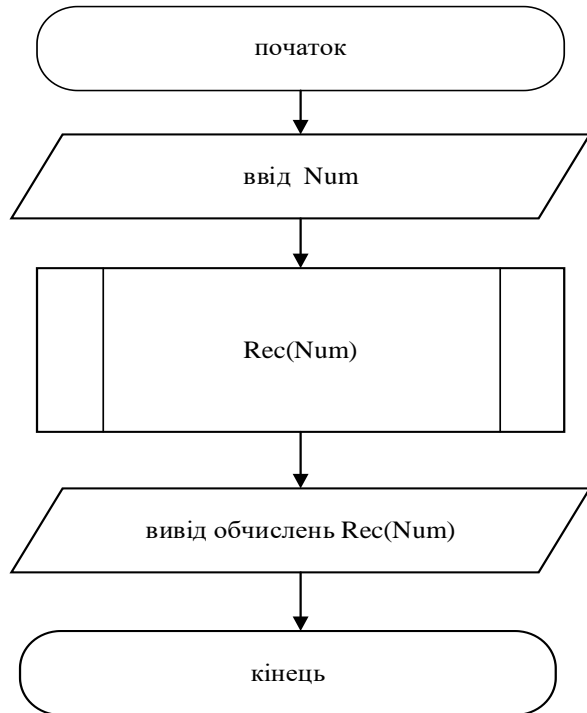 початок
ввід Num
Rec(Num)
вивід обчислень Rec(Num)
кінець